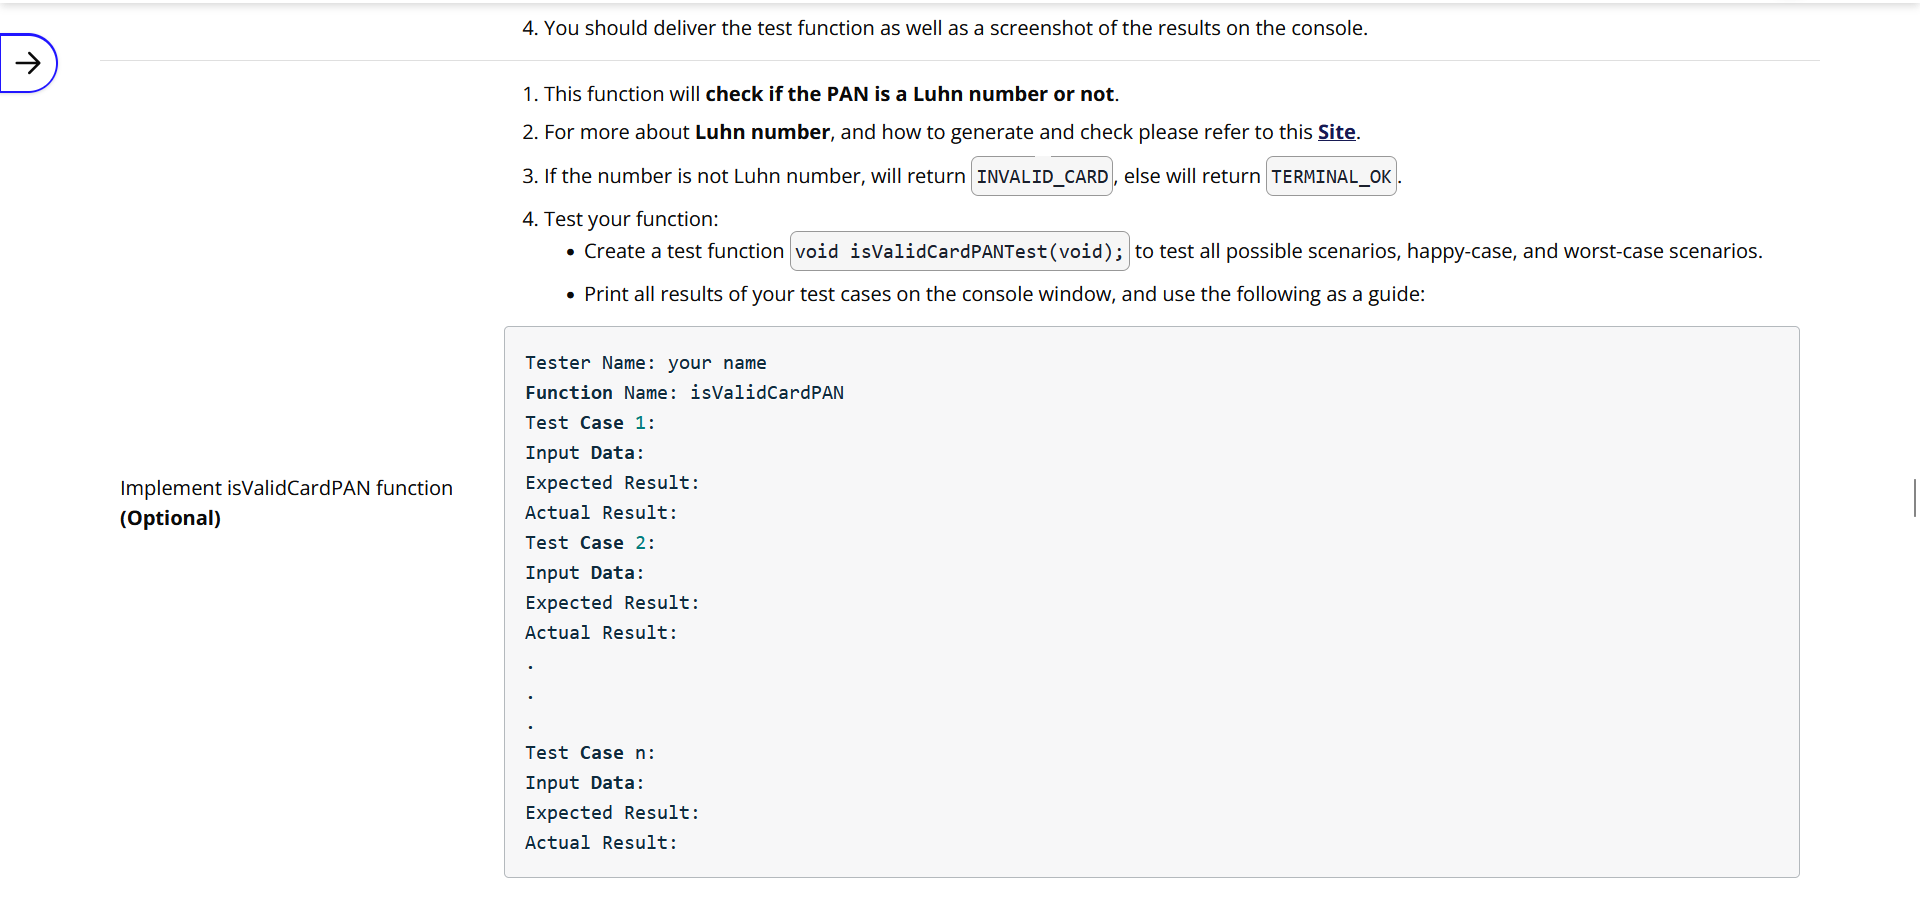 4. You should deliver the test function as well as a screenshot of the results on the console.
1. This function will check if the PAN is a Luhn number or not.
2. For more about Luhn number, and how to generate and check please refer to this Site.
3. If the number is not Luhn number, will return INVALID_CARD, else will return TERMINAL_OK.
4. Test your function:
• Create a test function void isValidCardPANTest(void); to test all possible scenarios, happy-case, and worst-case scenarios.
• Print all results of your test cases on the console window, and use the following as a guide:
Tester Name: your name
Function Name: isValidCardPAN
Test Case 1:
Input Data:
Expected Result:
Actual Result:
Test Case 2:
Input Data:
Expected Result:
Actual Result:
.
.
.
Test Case n:
Input Data:
Expected Result:
Actual Result:
Implement isValidCardPAN function
(Optional)